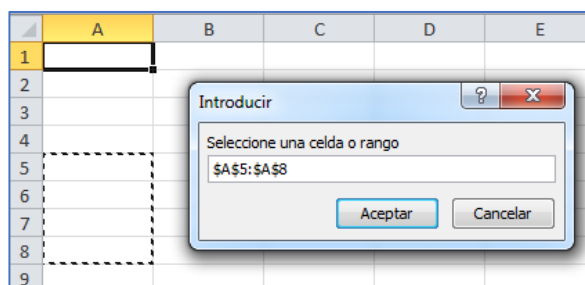 A B C D E
1
2
3
4
5
6
7
8
9
Introducir
Seleccione una celda o rango
$A$5:$A$8
Aceptar Cancelar